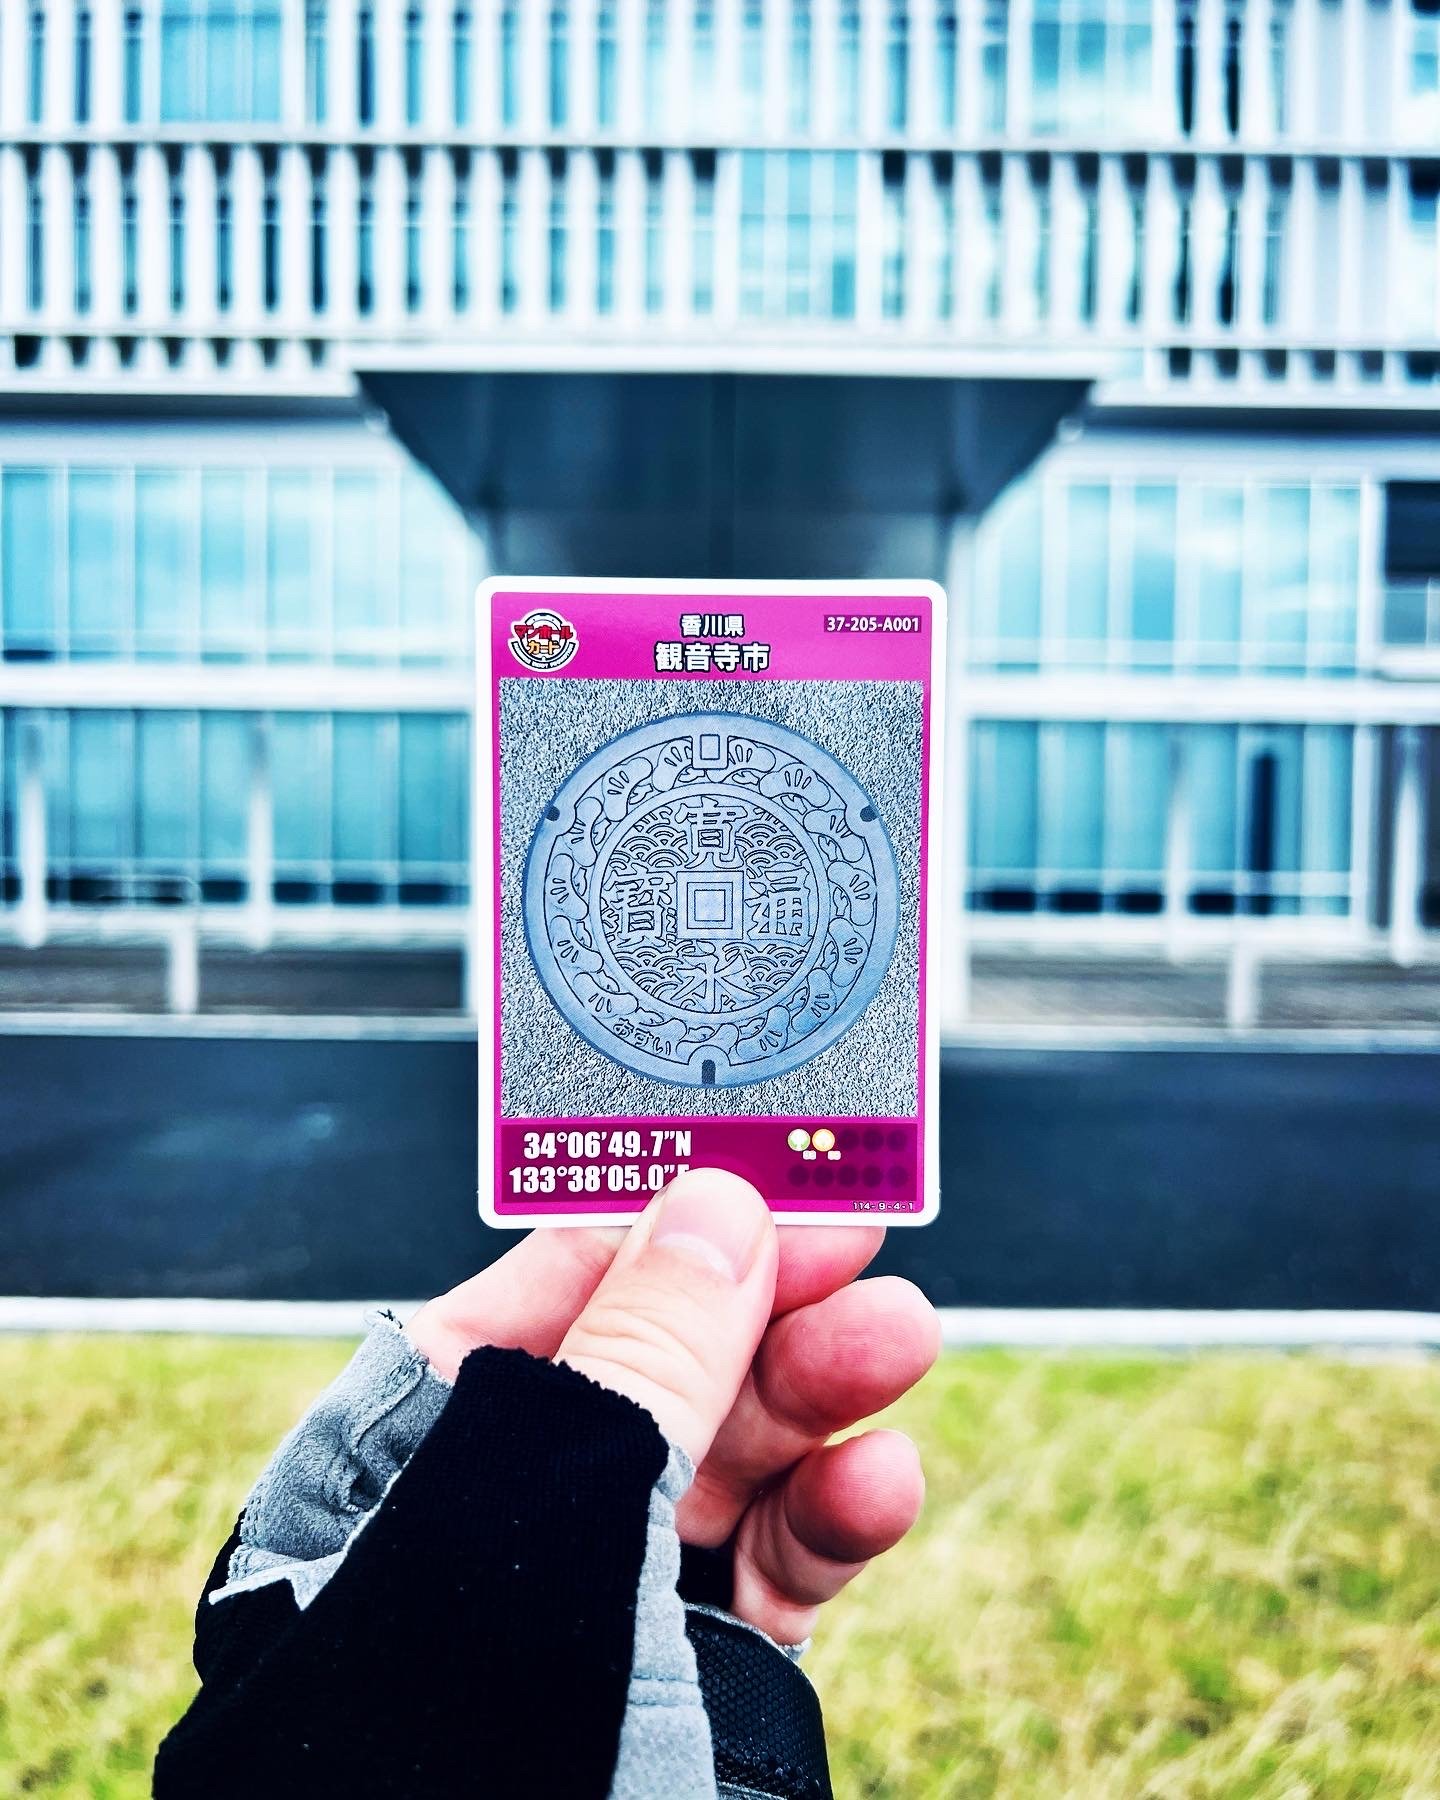 マンホール
カード
香川県
観音寺市
37-205-A001
寛
寶 通
永
おすい
34°06'49.7"N
133°38'05.0"E
114-9-4-1